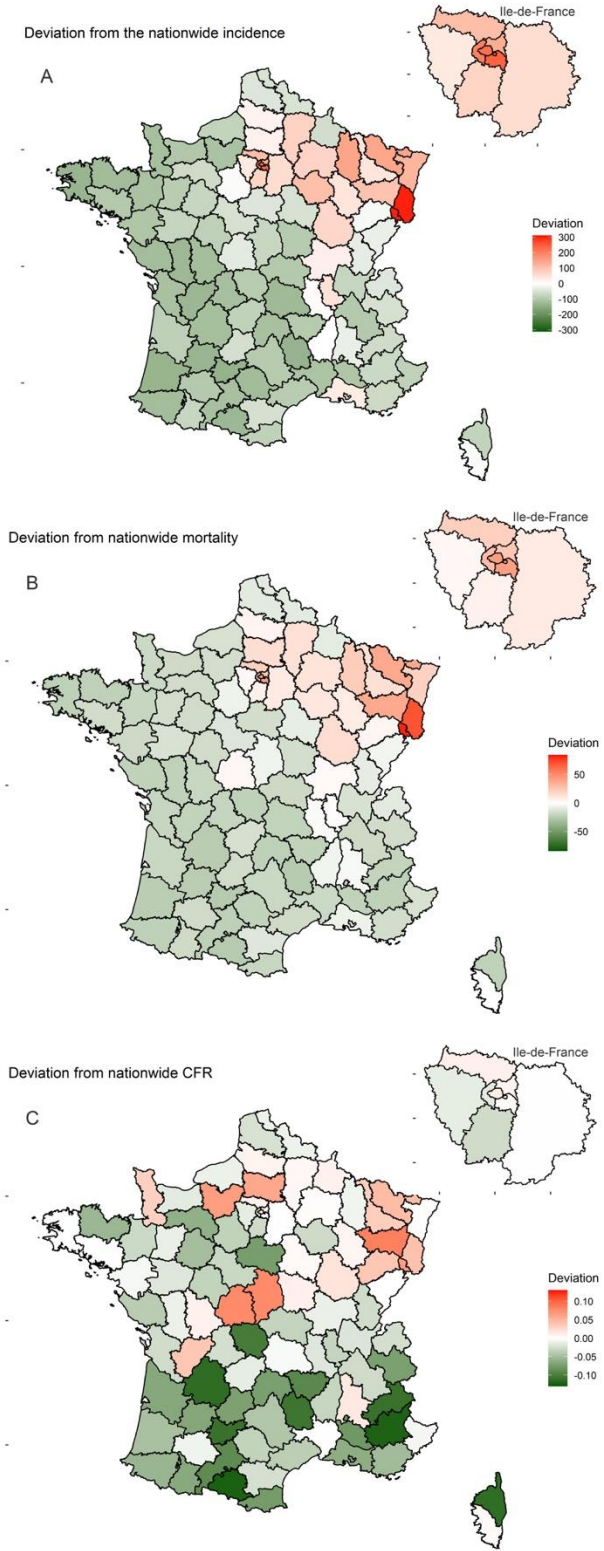 Ile-de-France
Deviation from the nationwide incidence
A
Deviation
300
200
100
0
-100
-200
-300
Ile-de-France
Deviation from nationwide mortality
B
Deviation
50
0
-50
Ile-de-France
Deviation from nationwide CFR
C
Deviation
0.10
0.05
0.00
-0.05
-0.10